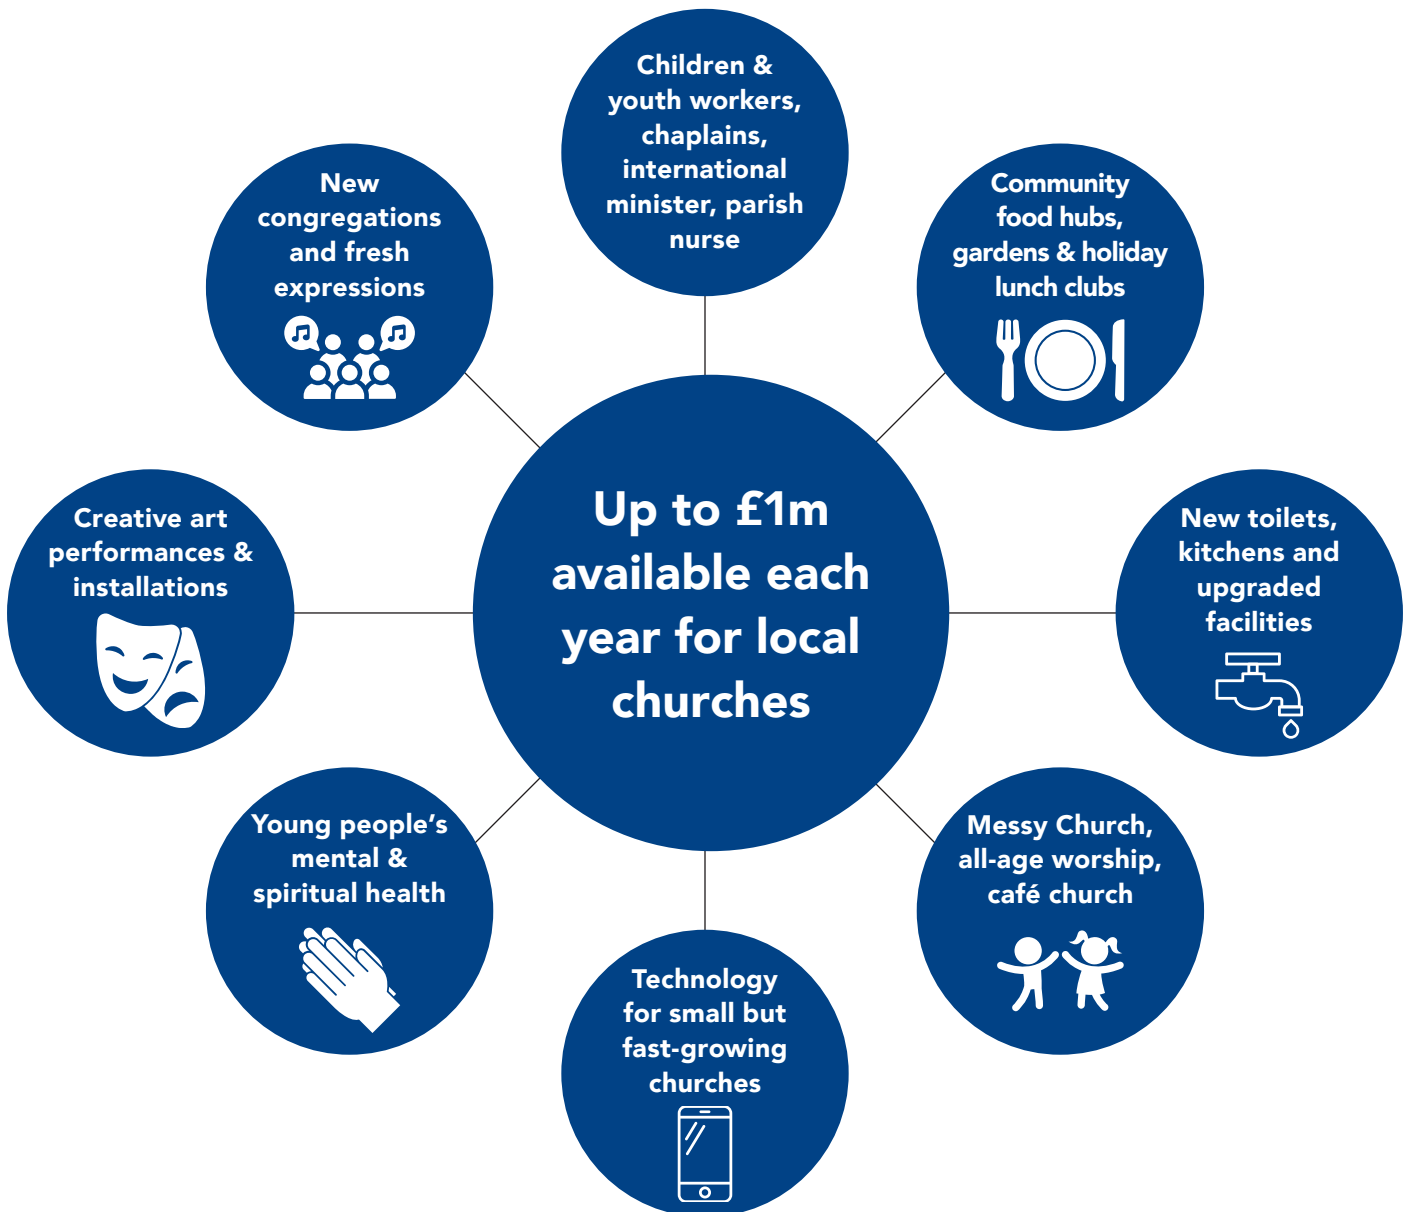 Children &
youth workers,
chaplains,
international
minister, parish
nurse
New
congregations
and fresh
expressions
Community
food hubs,
gardens & holiday
lunch clubs
Creative art
performances &
installations
Up to £1m
available each
year for local
churches
New toilets,
kitchens and
upgraded
facilities
Young people’s
mental &
spiritual health
Messy Church,
all-age worship,
café church
Technology
for small but
fast-growing
churches